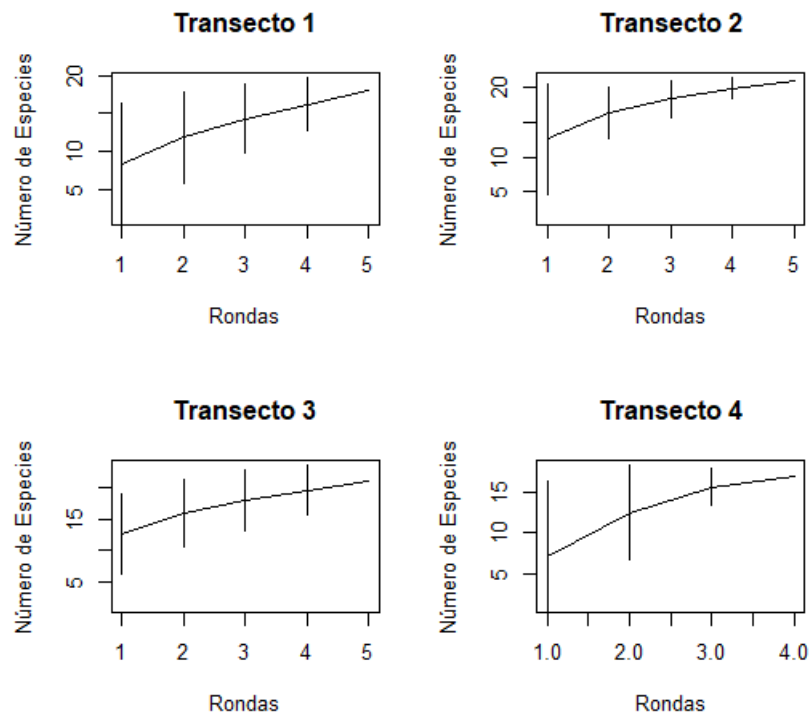 Transecto 1
Número de Especies
20
10
5
1 2 3 4 5
Rondas
Transecto 2
Número de Especies
20
10
5
1 2 3 4 5
Rondas
Transecto 3
Número de Especies
15
5
1 2 3 4 5
Rondas
Transecto 4
Número de Especies
15
10
5
1.0 2.0 3.0 4.0
Rondas